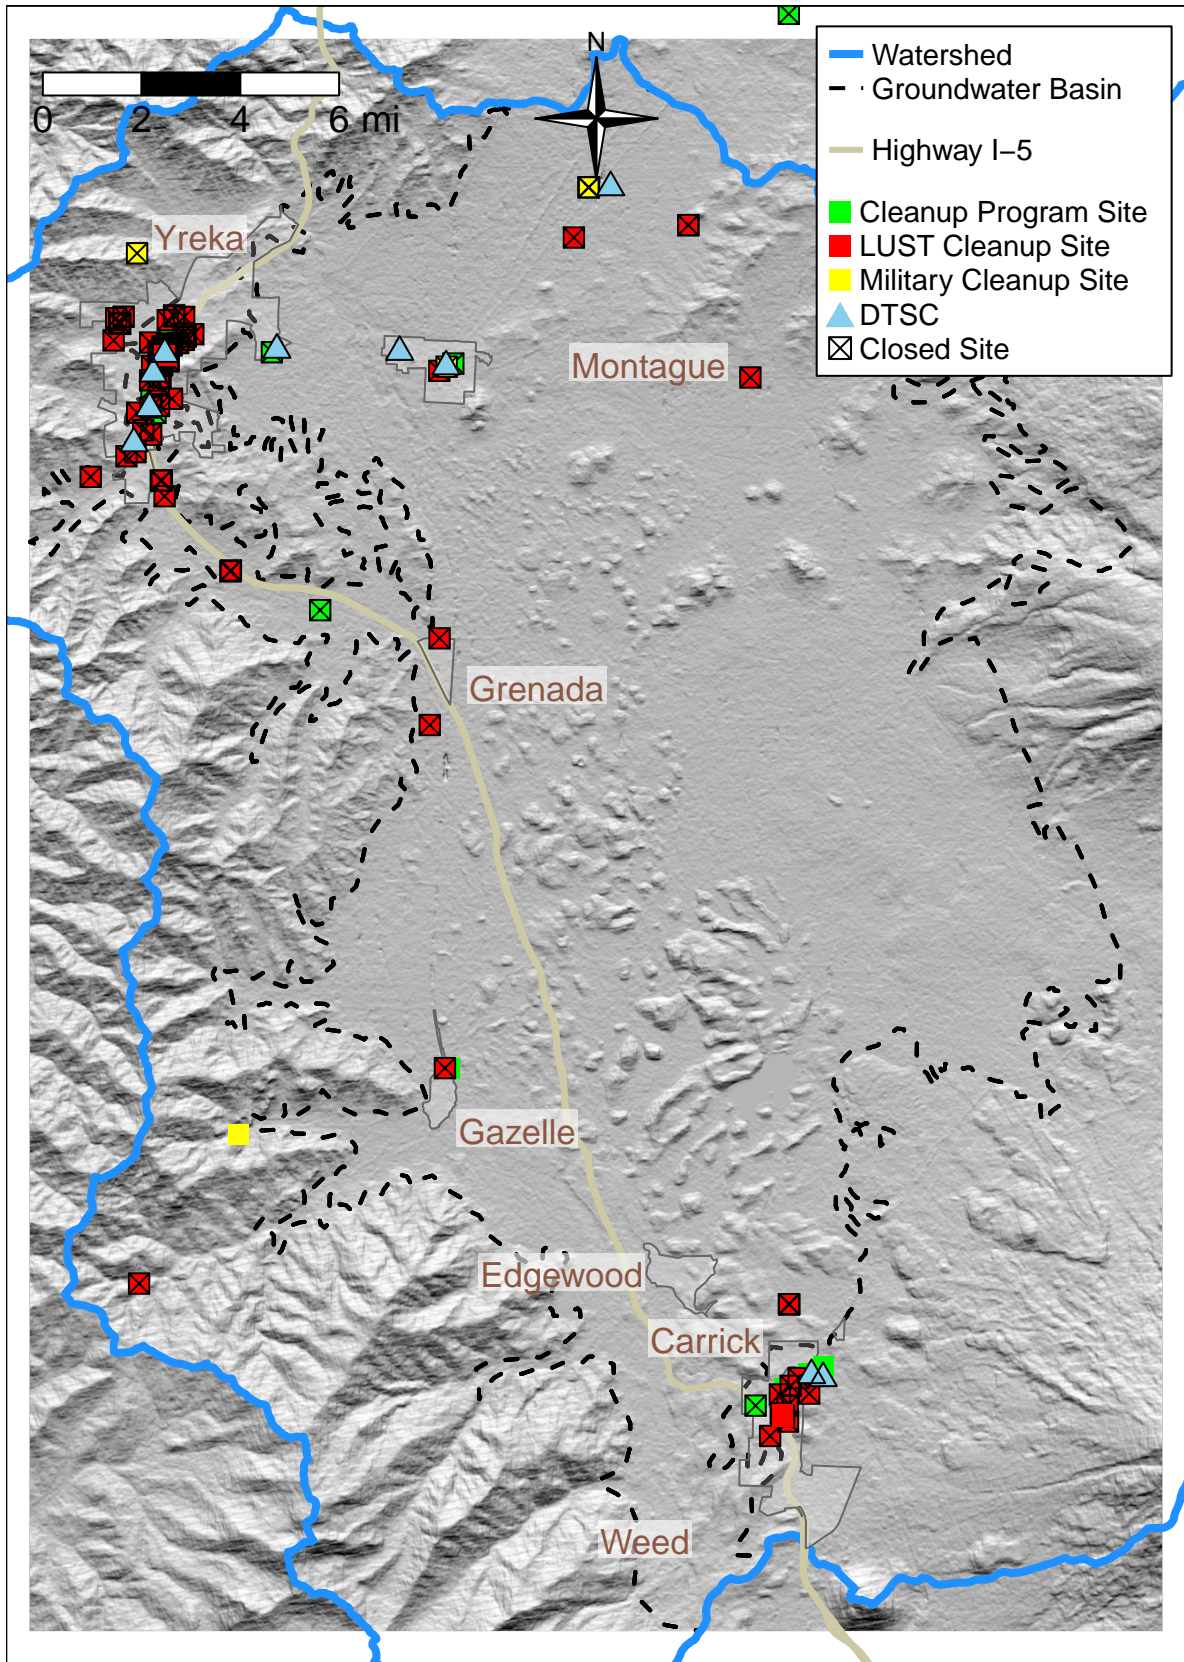 N
0 2 4 6 mi
Watershed
Groundwater Basin
Highway I−5
Cleanup Program Site
LUST Cleanup Site
Military Cleanup Site
DTSC
Closed Site
Yreka
Montague
Grenada
Gazelle
Edgewood
Carrick
Weed